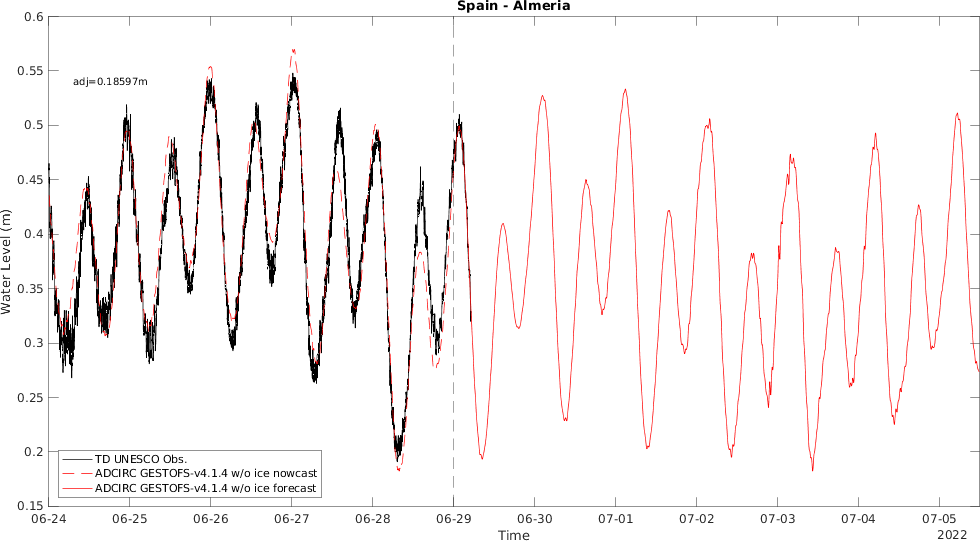 Spain - Almeria
adj=0.18597m
0.6
0.55
0.5
0.45
0.4
0.35
0.3
0.25
0.2
0.15
Water Level (m)
TD UNESCO Obs.
ADCIRC GESTOFS-v4.1.4 w/o ice nowcast
ADCIRC GESTOFS-v4.1.4 w/o ice forecast
06-24 06-25 06-26 06-27 06-28 06-29 06-30 07-01 07-02 07-03 07-04 07-05
Time
2022